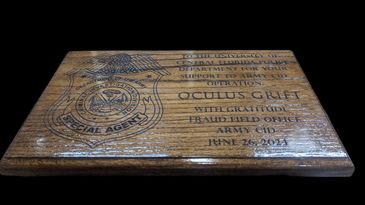 SPECIAL AGENT
TO THE UNIVERSITY OF
CENTRAL FLORIDA POLICE
DEPARTMENT FOR YOUR
SUPPORT TO ARMY CID
OPERATION:
OCULUS GRIFT
WITH GRATITUDE
FRAUD FIELD OFFICE
ARMY CID
JUNE 26, 2023